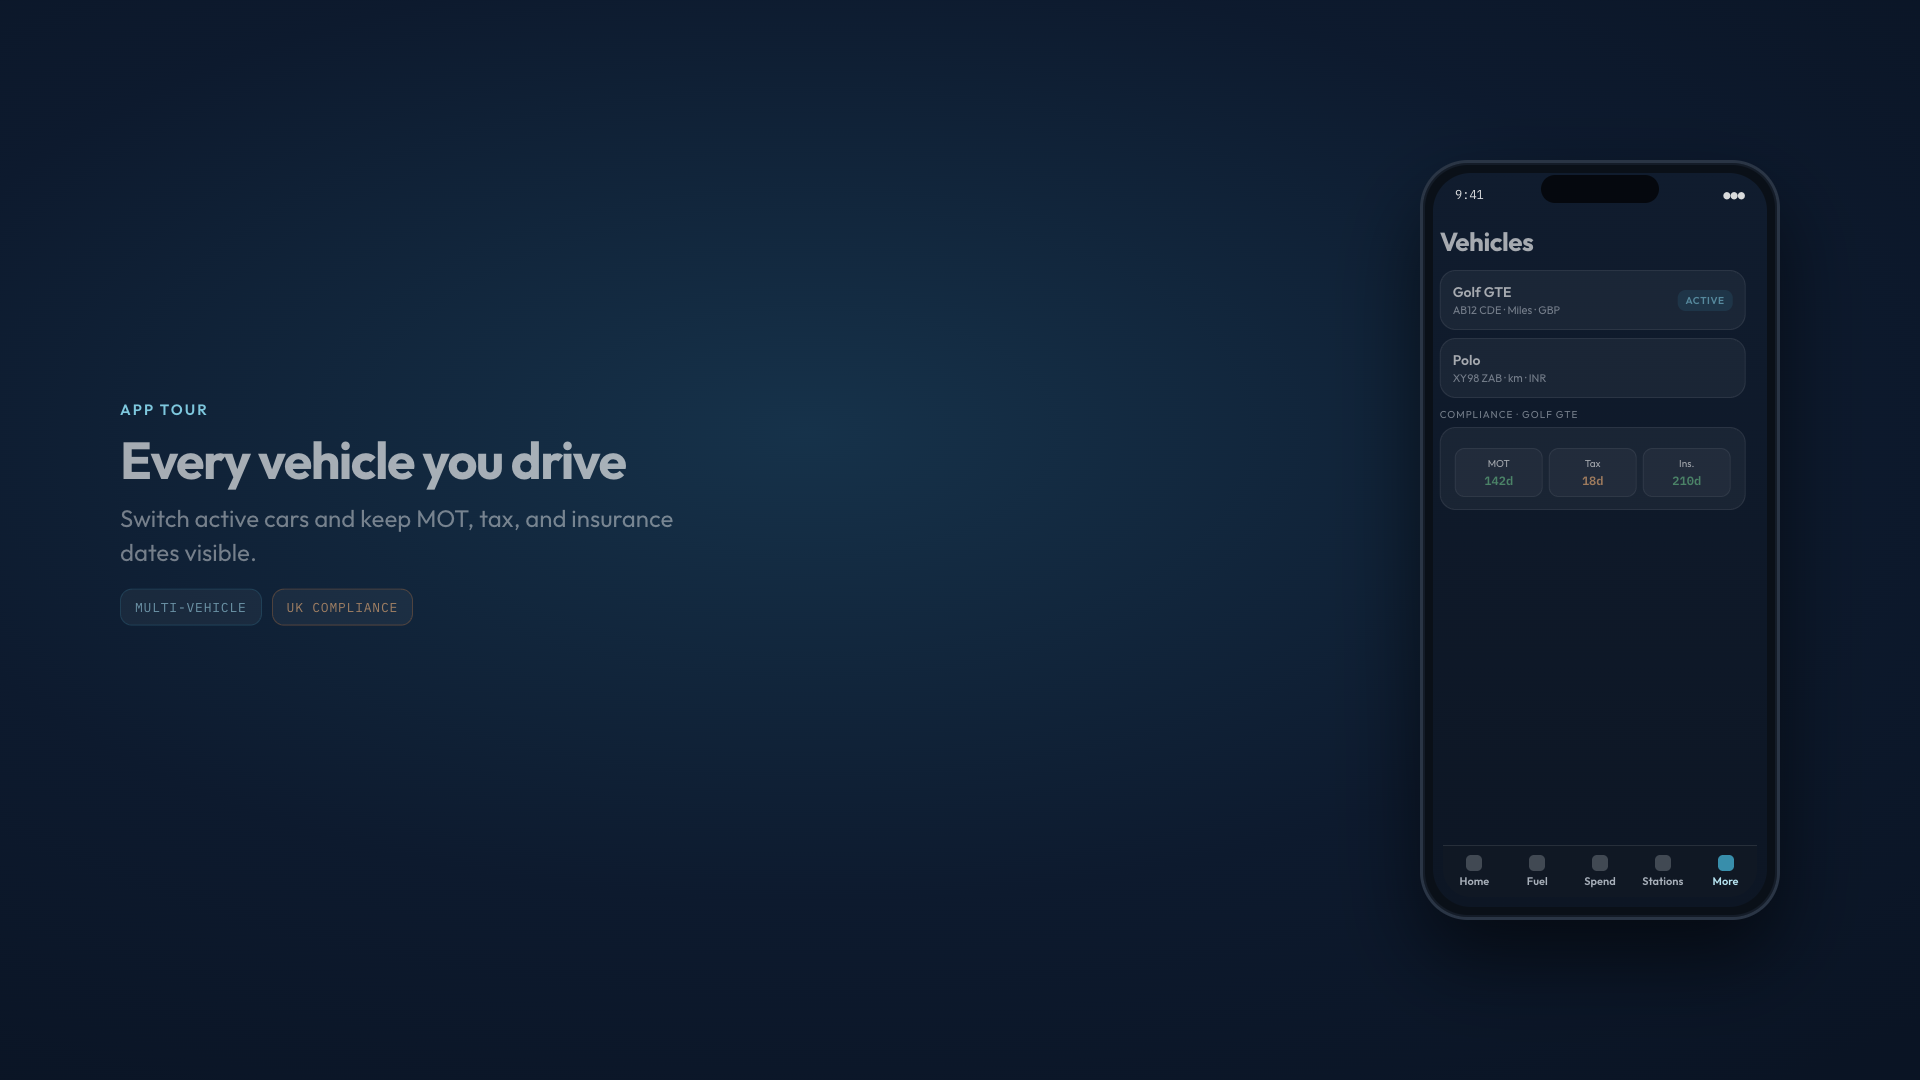 APP TOUR
Every vehicle you drive
Switch active cars and keep MOT, tax, and insurance
dates visible.
MULTI-VEHICLE
UK COMPLIANCE
9:41
Vehicles
Golf GTE
AB12 CDE · Miles · GBP
ACTIVE
Polo
XY98 ZAB · km · INR
COMPLIANCE · GOLF GTE
MOT
142d
Tax
18d
Ins.
210d
Home
Fuel
Spend
Stations
More